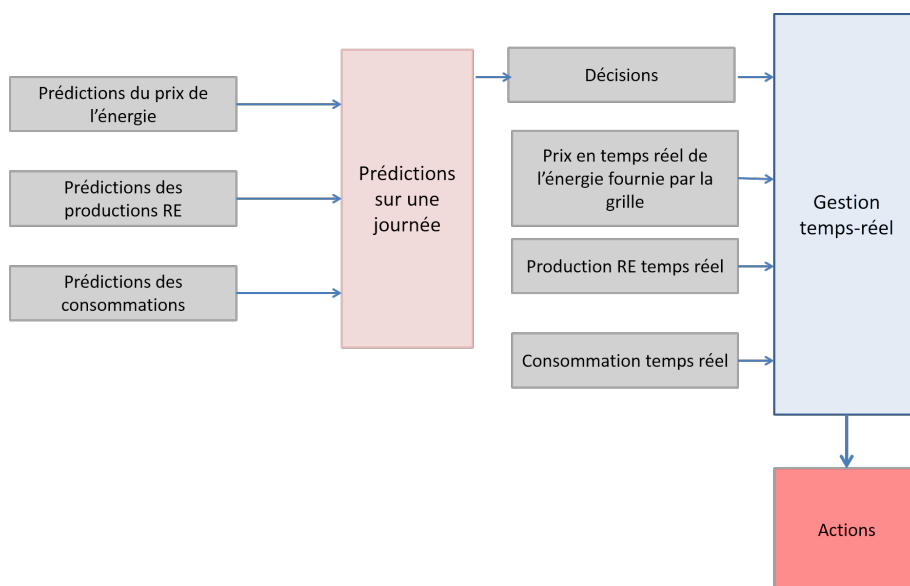 Prédictions du prix de
l’énergie
Prédictions des
productions RE
Prédictions des
consommations
Prédictions
sur une
journée
Décisions
Prix en temps réel de
l’énergie fournie par la
grille
Production RE temps réel
Consommation temps réel
Gestion
temps-réel
Actions